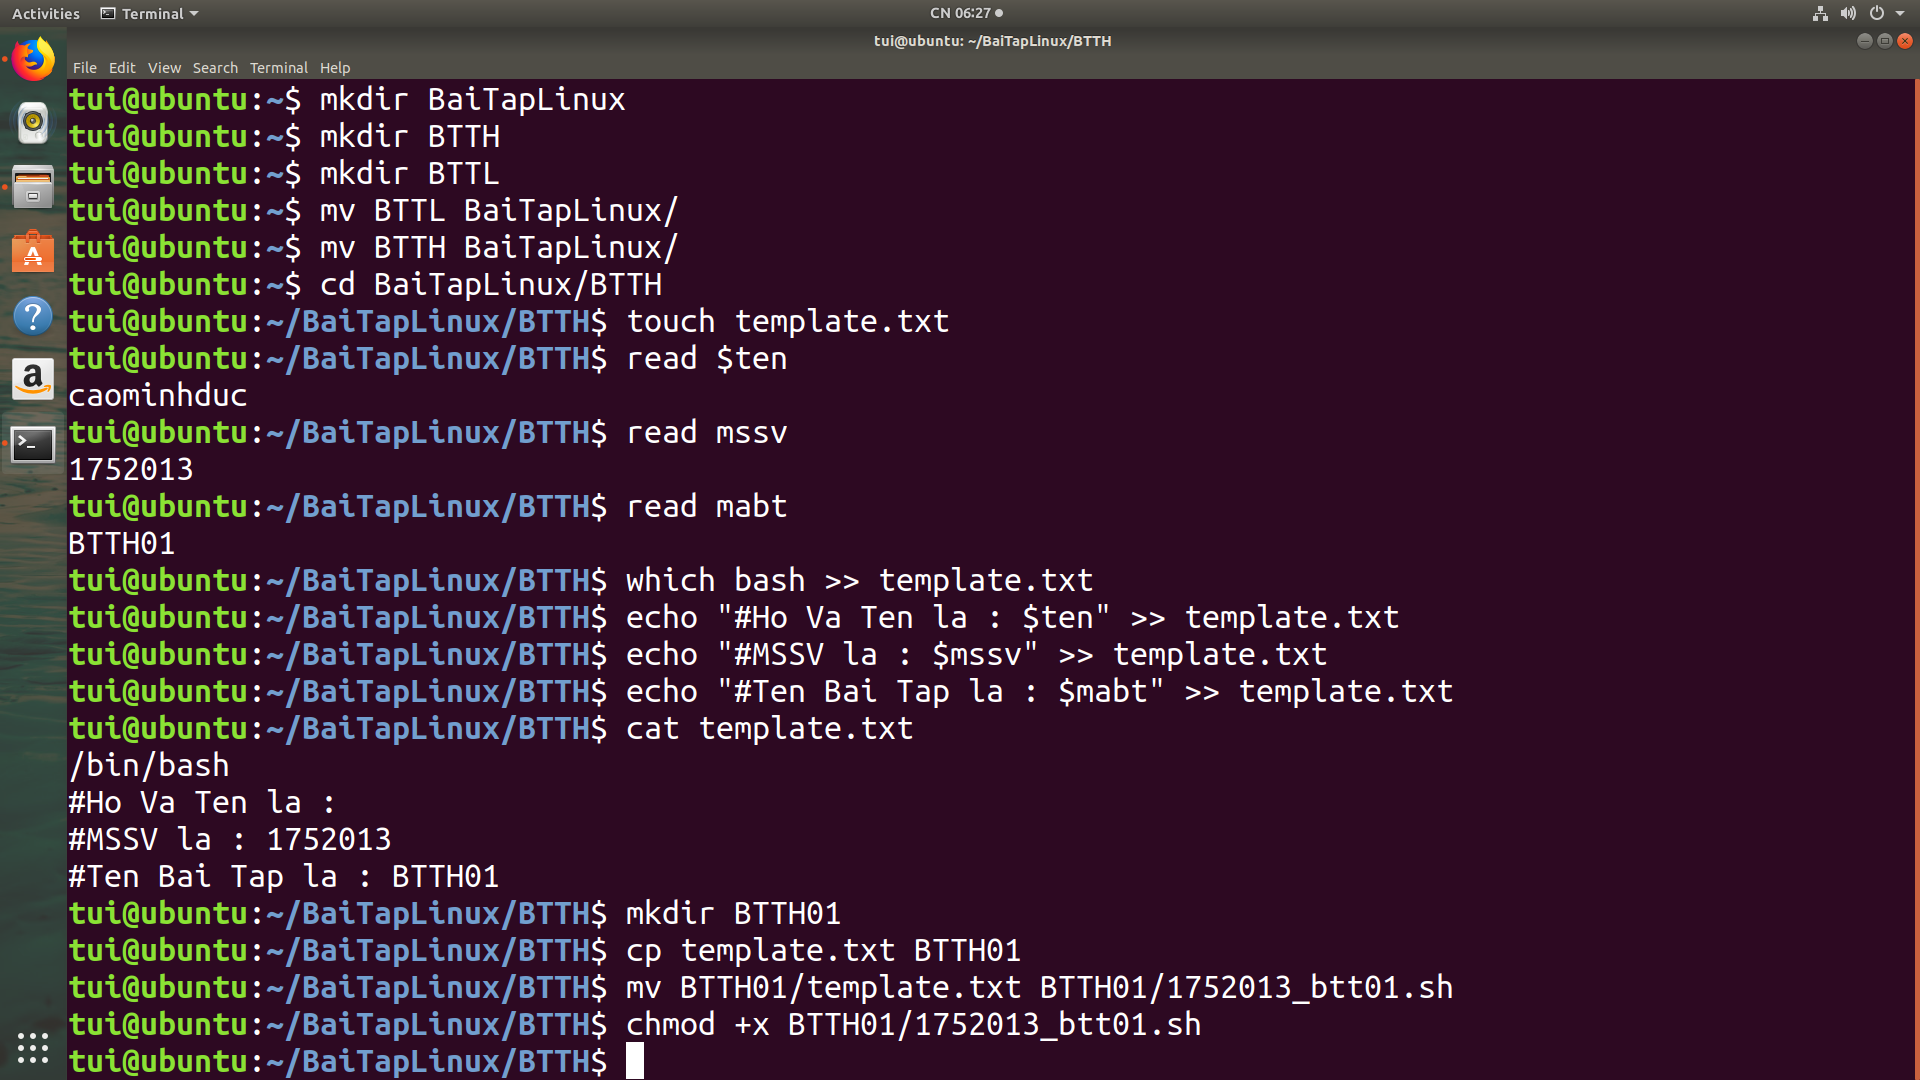 Activities Terminal CN 06:27
tui@ubuntu: ~/BaiTapLinux/BTTH
File Edit View Search Terminal Help
tui@ubuntu:~$ mkdir BaiTapLinux
tui@ubuntu:~$ mkdir BTTH
tui@ubuntu:~$ mkdir BTTL
tui@ubuntu:~$ mv BTTL BaiTapLinux/
tui@ubuntu:~$ mv BTTH BaiTapLinux/
tui@ubuntu:~$ cd BaiTapLinux/BTTH
tui@ubuntu:~/BaiTapLinux/BTTH$ touch template.txt
tui@ubuntu:~/BaiTapLinux/BTTH$ read $ten
caominhduc
tui@ubuntu:~/BaiTapLinux/BTTH$ read mssv
1752013
tui@ubuntu:~/BaiTapLinux/BTTH$ read mabt
BTTH01
tui@ubuntu:~/BaiTapLinux/BTTH$ which bash >> template.txt
tui@ubuntu:~/BaiTapLinux/BTTH$ echo "#Ho Va Ten la : $ten" >> template.txt
tui@ubuntu:~/BaiTapLinux/BTTH$ echo "#MSSV la : $mssv" >> template.txt
tui@ubuntu:~/BaiTapLinux/BTTH$ echo "#Ten Bai Tap la : $mabt" >> template.txt
tui@ubuntu:~/BaiTapLinux/BTTH$ cat template.txt
/bin/bash
#Ho Va Ten la :
#MSSV la : 1752013
#Ten Bai Tap la : BTTH01
tui@ubuntu:~/BaiTapLinux/BTTH$ mkdir BTTH01
tui@ubuntu:~/BaiTapLinux/BTTH$ cp template.txt BTTH01
tui@ubuntu:~/BaiTapLinux/BTTH$ mv BTTH01/template.txt BTTH01/1752013_btt01.sh
tui@ubuntu:~/BaiTapLinux/BTTH$ chmod +x BTTH01/1752013_btt01.sh
tui@ubuntu:~/BaiTapLinux/BTTH$